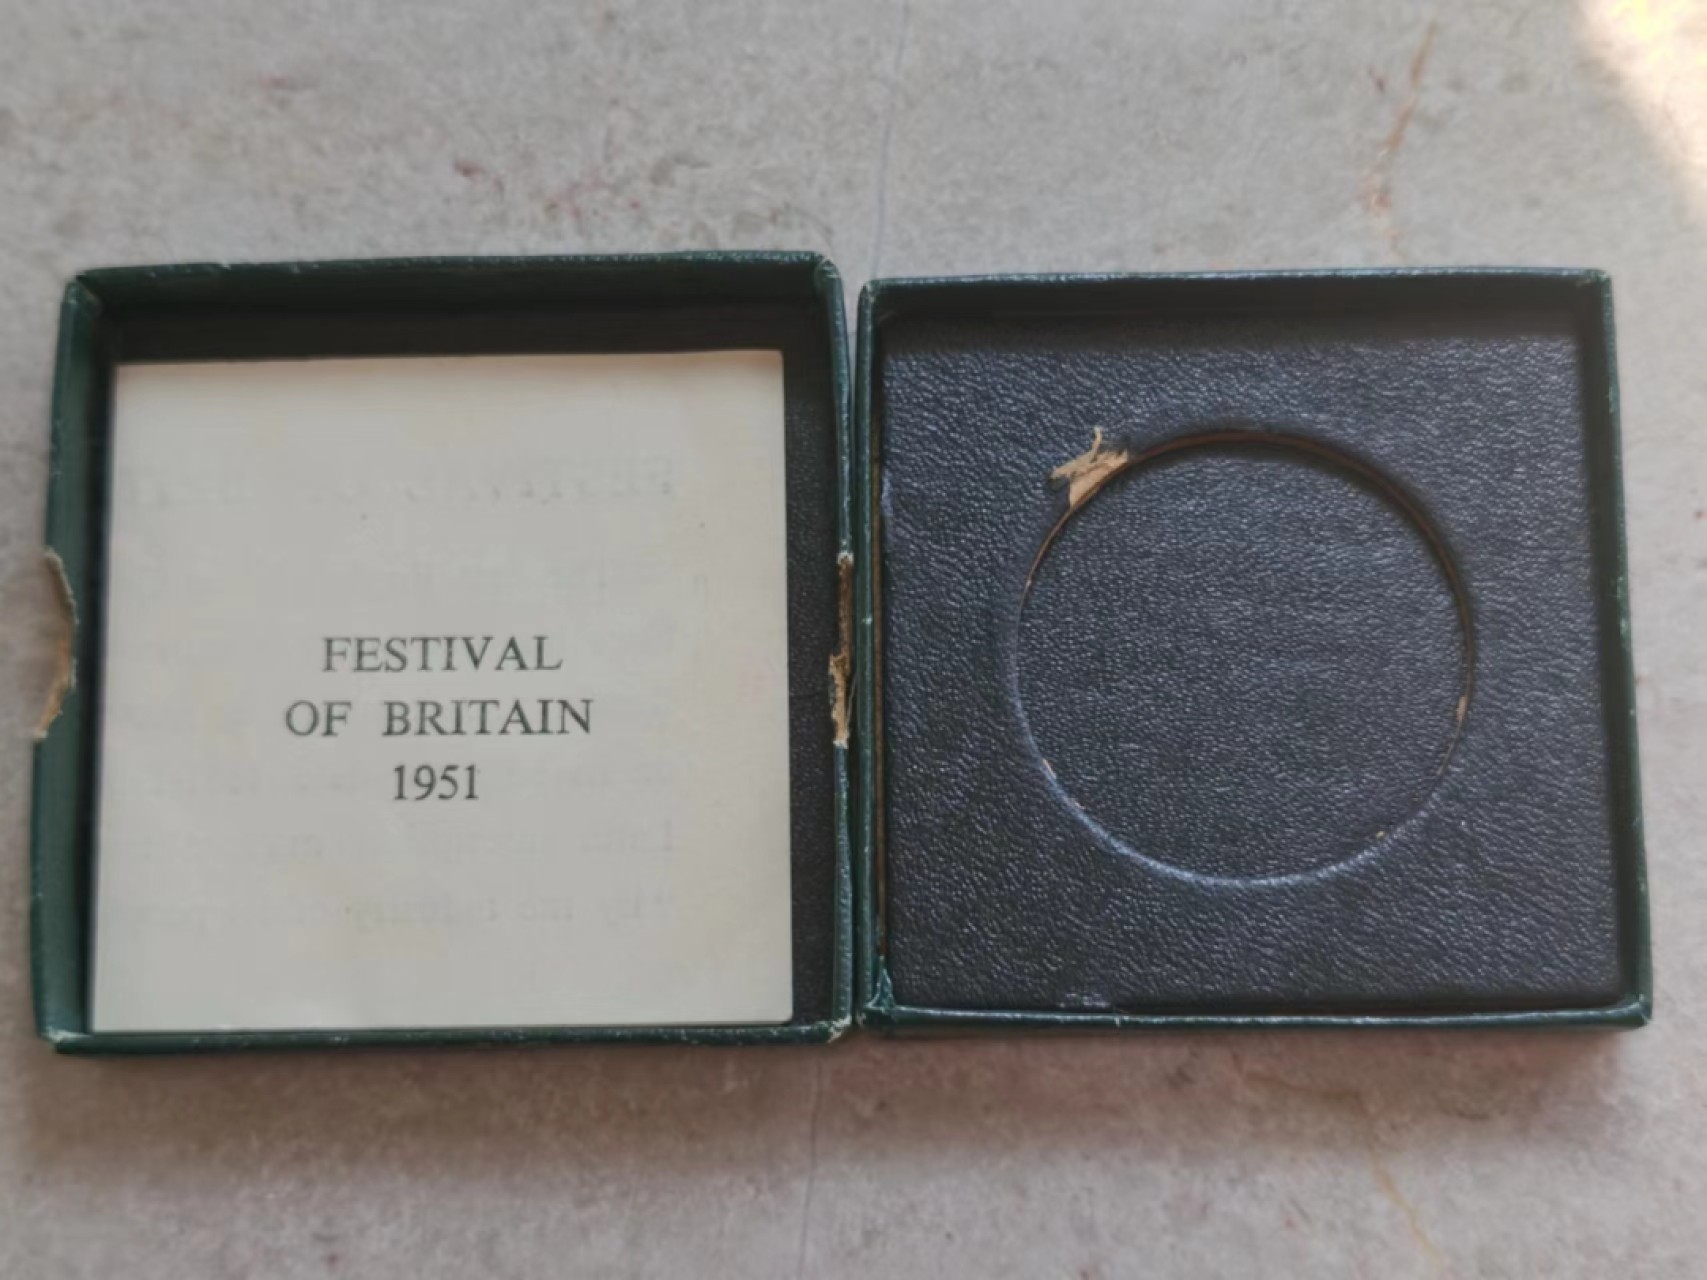 FESTIVAL
OF BRITAIN
1951